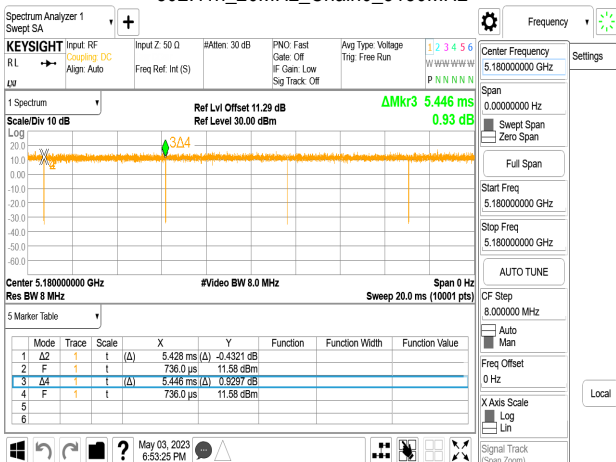 Spectrum Analyzer 1
Swept SA
Frequency
KEYSIGHT
Input: RF
Coupling: DC
Align: Auto
Input Z: 50 Ω
Freq Ref: Int (S)
#Atten: 30 dB
PNO: Fast
Gate: Off
IF Gain: Low
Sig Track: Off
Avg Type: Voltage
Trig: Free Run
1 2 3 4 5 6
W W W W W W
P N N N N N
R L
1 Spectrum
Scale/Div 10 dB
Ref Lvl Offset 11.29 dB
Ref Level 30.00 dBm
ΔMkr3 5.446 ms
0.93 dB
Log
20.0
10.0
0.00
-10.0
-20.0
-30.0
-40.0
-50.0
-60.0
3Δ4
Center 5.180000 GHz
Res BW 8 MHz
#Video BW 8.0 MHz
Span 0 Hz
Sweep 20.0 ms (10001 pts)
5 Marker Table
Mode Trace Scale X Y Function Function Width Function Value
1 Δ2 1 t (Δ) 5.428 ms (Δ) -0.4321 dB
2 F 1 t 736.0 µs 11.58 dBm
3 Δ4 1 t (Δ) 5.446 ms (Δ) 0.9297 dB
4 F 1 t 736.0 µs 11.58 dBm
5
6
May 03, 2023
6:53:25 PM
Center Frequency
5.180000000 GHz
Settings
Span
0.00000000 Hz
Swept Span
Zero Span
Full Span
Start Freq
5.180000000 GHz
Stop Freq
5.180000000 GHz
AUTO TUNE
CF Step
8.000000 MHz
Auto
Man
Freq Offset
0 Hz
X Axis Scale
Log
Lin
Local
Signal Track
(Span Zoom)